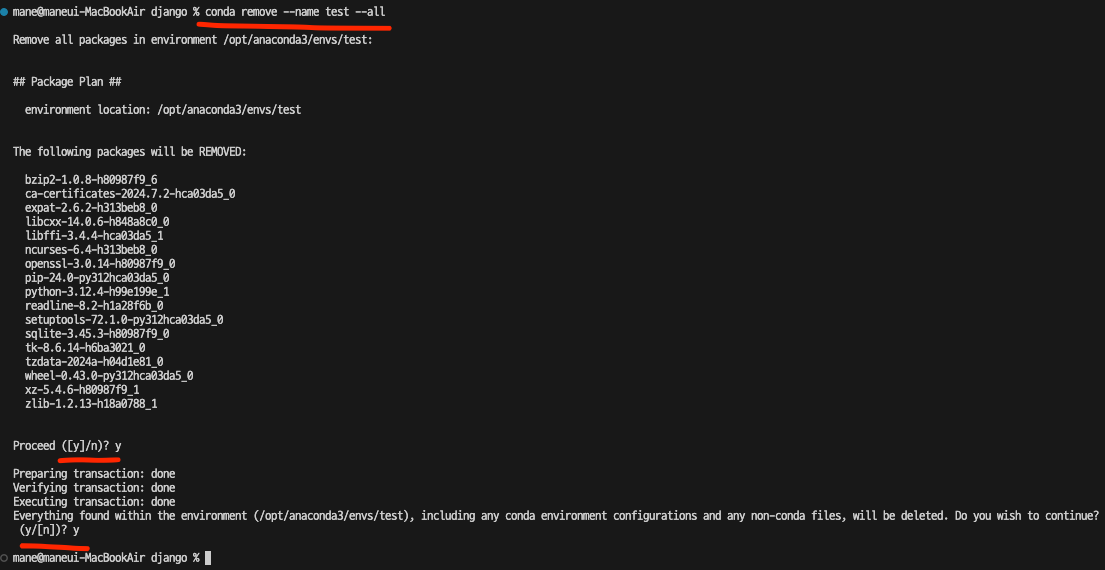 mane@maneui-MacBookAir django % conda remove --name test --all
Remove all packages in environment /opt/anaconda3/envs/test:
## Package Plan ##
environment location: /opt/anaconda3/envs/test
The following packages will be REMOVED:
bzip2-1.0.8-h80987f9_6
ca-certificates-2024.7.2-hca03da5_0
expat-2.6.2-h313beb8_0
libcxx-14.0.6-h848a8c0_0
libffi-3.4.4-hca03da5_1
ncurses-6.4-h313beb8_0
openssl-3.0.14-h80987f9_0
pip-24.0-py312hca03da5_0
python-3.12.4-h99e199e_1
readline-8.2-h1a28f6b_0
setuptools-72.1.0-py312hca03da5_0
sqlite-3.45.3-h80987f9_0
tk-8.6.14-h6ba3021_0
tzdata-2024a-h04d1e81_0
wheel-0.43.0-py312hca03da5_0
xz-5.4.6-h80987f9_1
zlib-1.2.13-h18a0788_1
Proceed ([y]/n)? y
Preparing transaction: done
Verifying transaction: done
Executing transaction: done
Everything found within the environment (/opt/anaconda3/envs/test), including any conda environment configurations and any non-conda files, will be deleted. Do you wish to continue?
(y/[n])? y
mane@maneui-MacBookAir django %